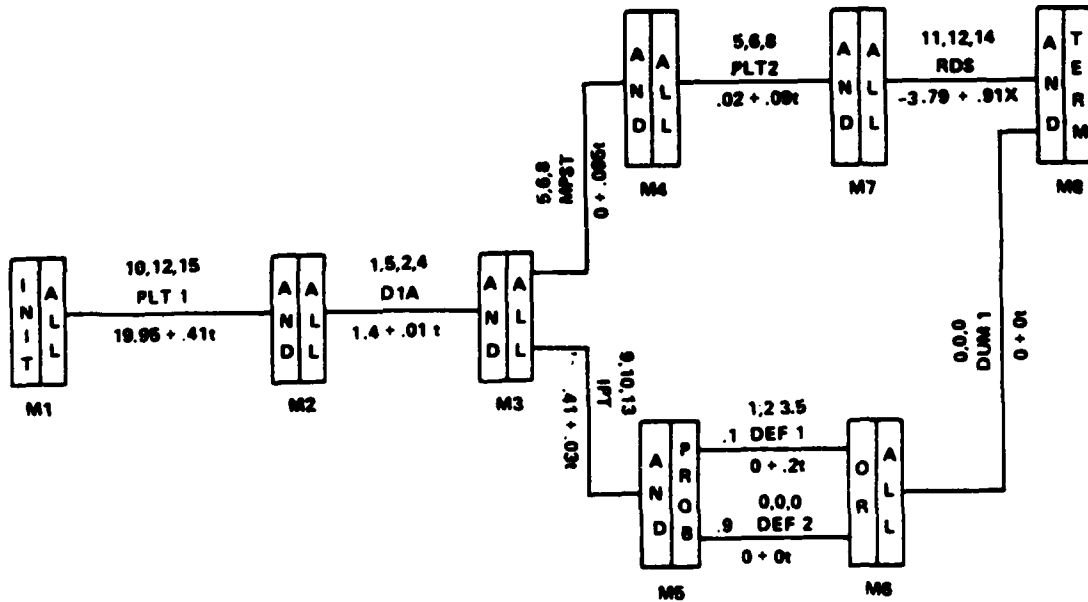 INIT
ALL
M1
10,12,15
PLT 1
19.96 + .41t
AND
ALL
M2
1,5,2,4
D1A
1.4 + .01 t
AND
ALL
M3
5,6,8
MPST
+ 0
AND
ALL
M4
5,6,8
PLT2
.02 + .09t
AND
ALL
M7
11,12,14
RDS
-3.79 + .91X
AND
TERM
M8
9,10,13
IPT
.41 + .03t
AND
PROB
M5
1;2 3.5
.1 DEF 1
0 + .2t
0,0,0
.9 DEF 2
0 + 0t
OR
ALL
M6
0,0,0
DUM 1
0 + 0t